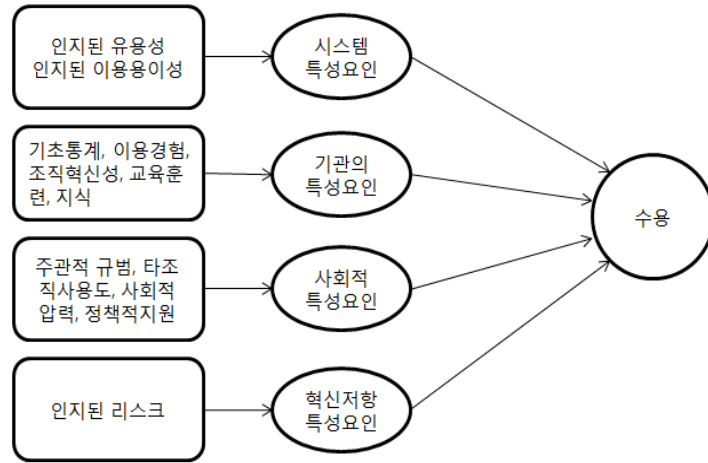 인지된 유용성
인지된 이용용이성
시스템
특성요인
기초통계, 이용경험,
조직혁신성, 교육훈
련, 지식
기관의
특성요인
수용
주관적 규범, 타조
직사용도, 사회적
압력, 정책적지원
사회적
특성요인
인지된 리스크
혁신저항
특성요인